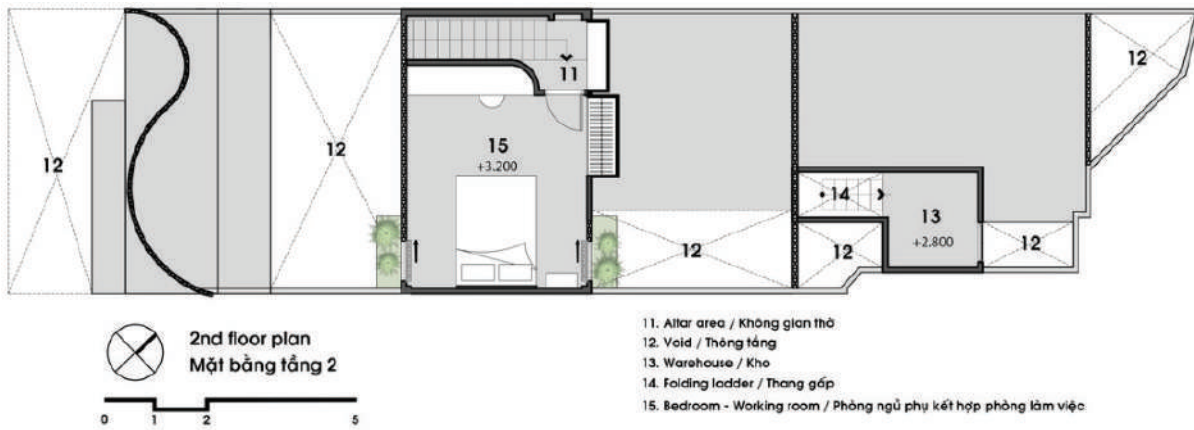 12
12
11
15
+3.200
12
14
13
+2.800
12
12
12
2nd floor plan
Mặt bằng tầng 2
0 1 2 5
11. Altar area / Không gian thờ
12. Void / Thông tầng
13. Warehouse / Kho
14. Folding ladder / Thang gấp
15. Bedroom - Working room / Phòng ngủ phụ kết hợp phòng làm việc